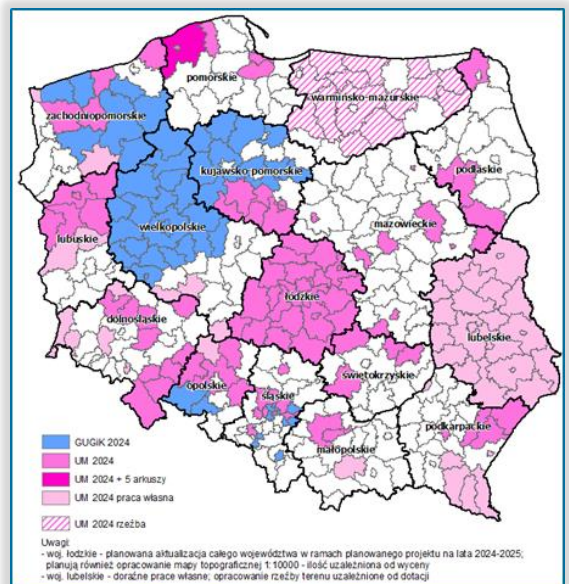 pomorskie
warmińsko-mazurskie
zachodniopomorskie
podlaskie
kujawsko-pomorskie
mazowieckie
wielkopolskie
lubuskie
łódzkie
dolnośląskie
lubelskie
opolskie
śląskie
świętokrzyskie
podkarpackie
małopolskie
GUGiK 2024
UM 2024
UM 2024 + 5 arkuszy
UM 2024 praca własna
UM 2024 rzeźba
Uwagi:
- woj. łódzkie - planowana aktualizacja całego województwa w ramach planowanego projektu na lata 2024-2025;
planują również opracowanie mapy topograficznej 1:10000 - ilość uzależniona od wyceny
- woj. lubelskie - doraźne prace własne; opracowanie rzeźby terenu uzależnione od dotacji